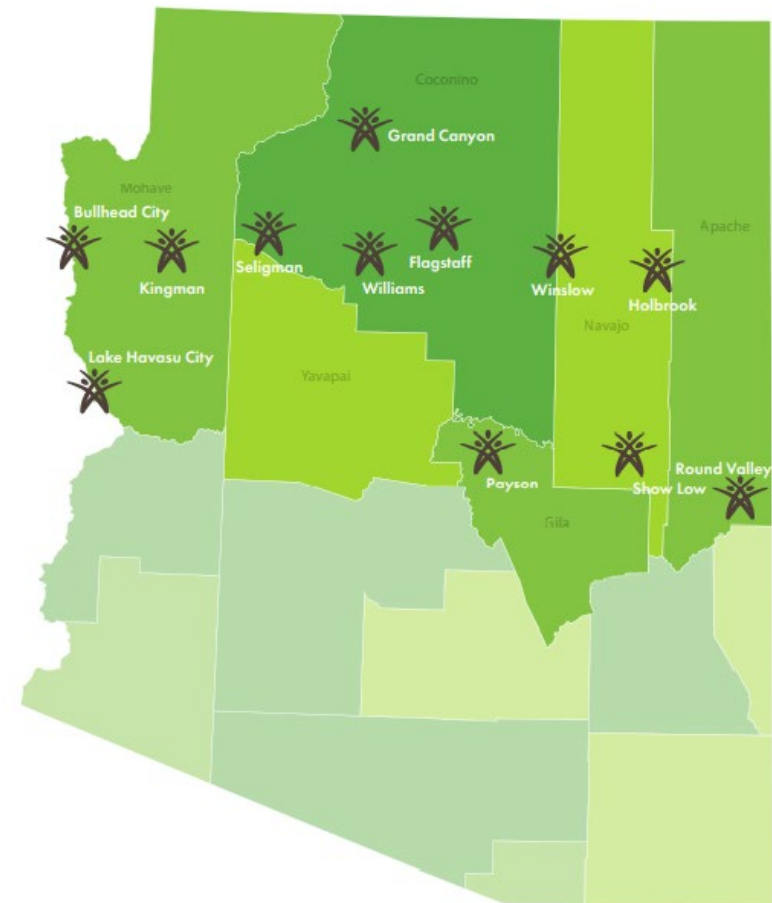 Coconino
Grand Canyon
Mohave
Bullhead City
Apache
Kingman
Seligman
Williams
Flagstaff
Winslow
Holbrook
Navajo
Lake Havasu City
Yavapai
Payson
Show Low
Round Valley
Gila